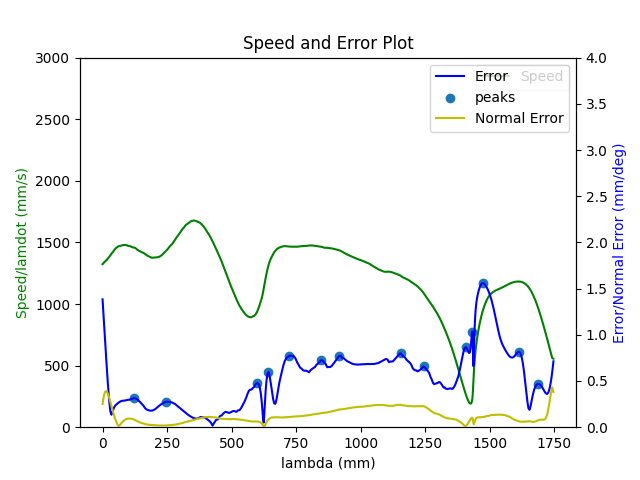 Speed and Error Plot
3000
2500
2000
1500
1000
500
0
Speed/lamdot (mm/s)
4.0
3.5
3.0
2.5
2.0
1.5
1.0
0.5
0.0
Error/Normal Error (mm/deg)
Error
Speed
peaks
Normal Error
0 250 500 750 1000 1250 1500 1750
lambda (mm)